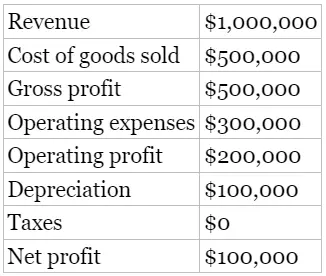 Revenue $1,000,000
Cost of goods sold $500,000
Gross profit $500,000
Operating expenses $300,000
Operating profit $200,000
Depreciation $100,000
Taxes $0
Net profit $100,000